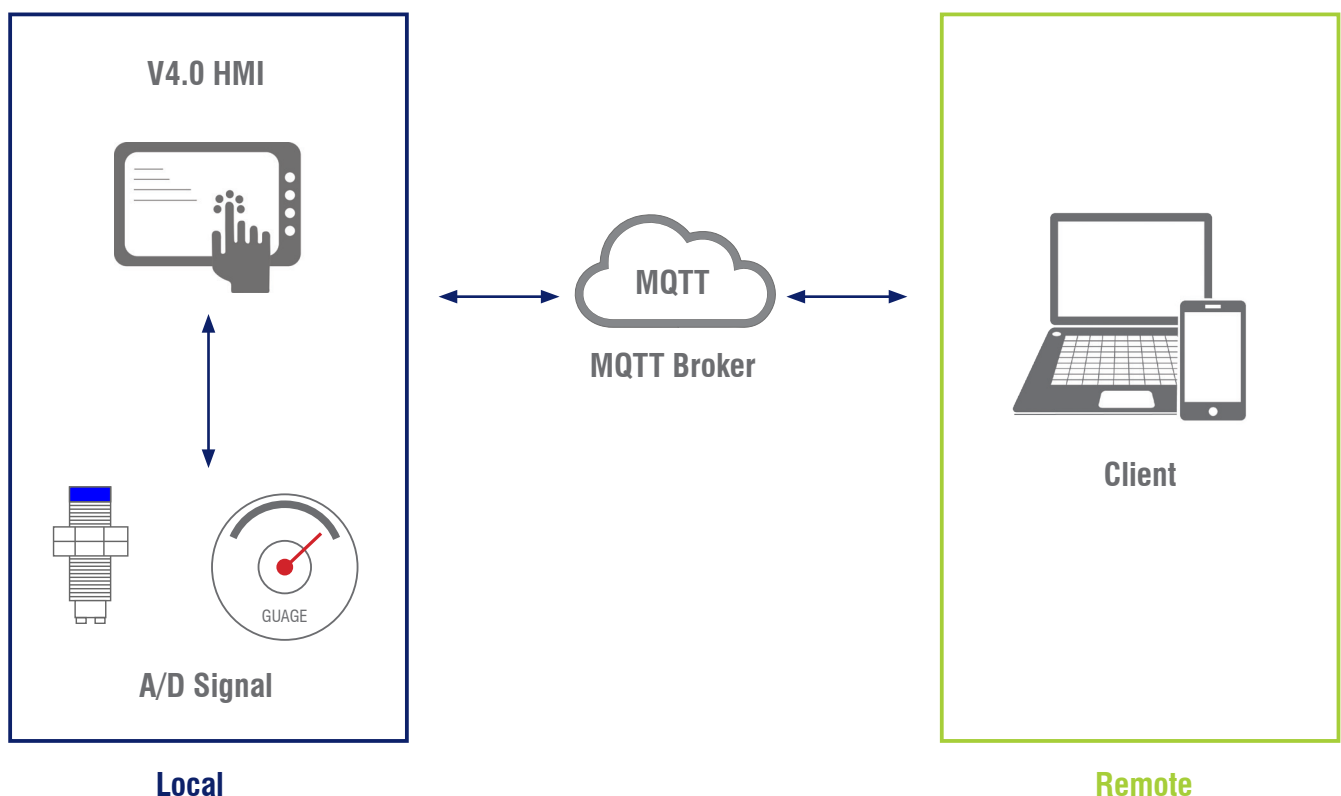 V4.0 HMI
MQTT
MQTT Broker
Client
GUAGE
A/D Signal
Local
Remote